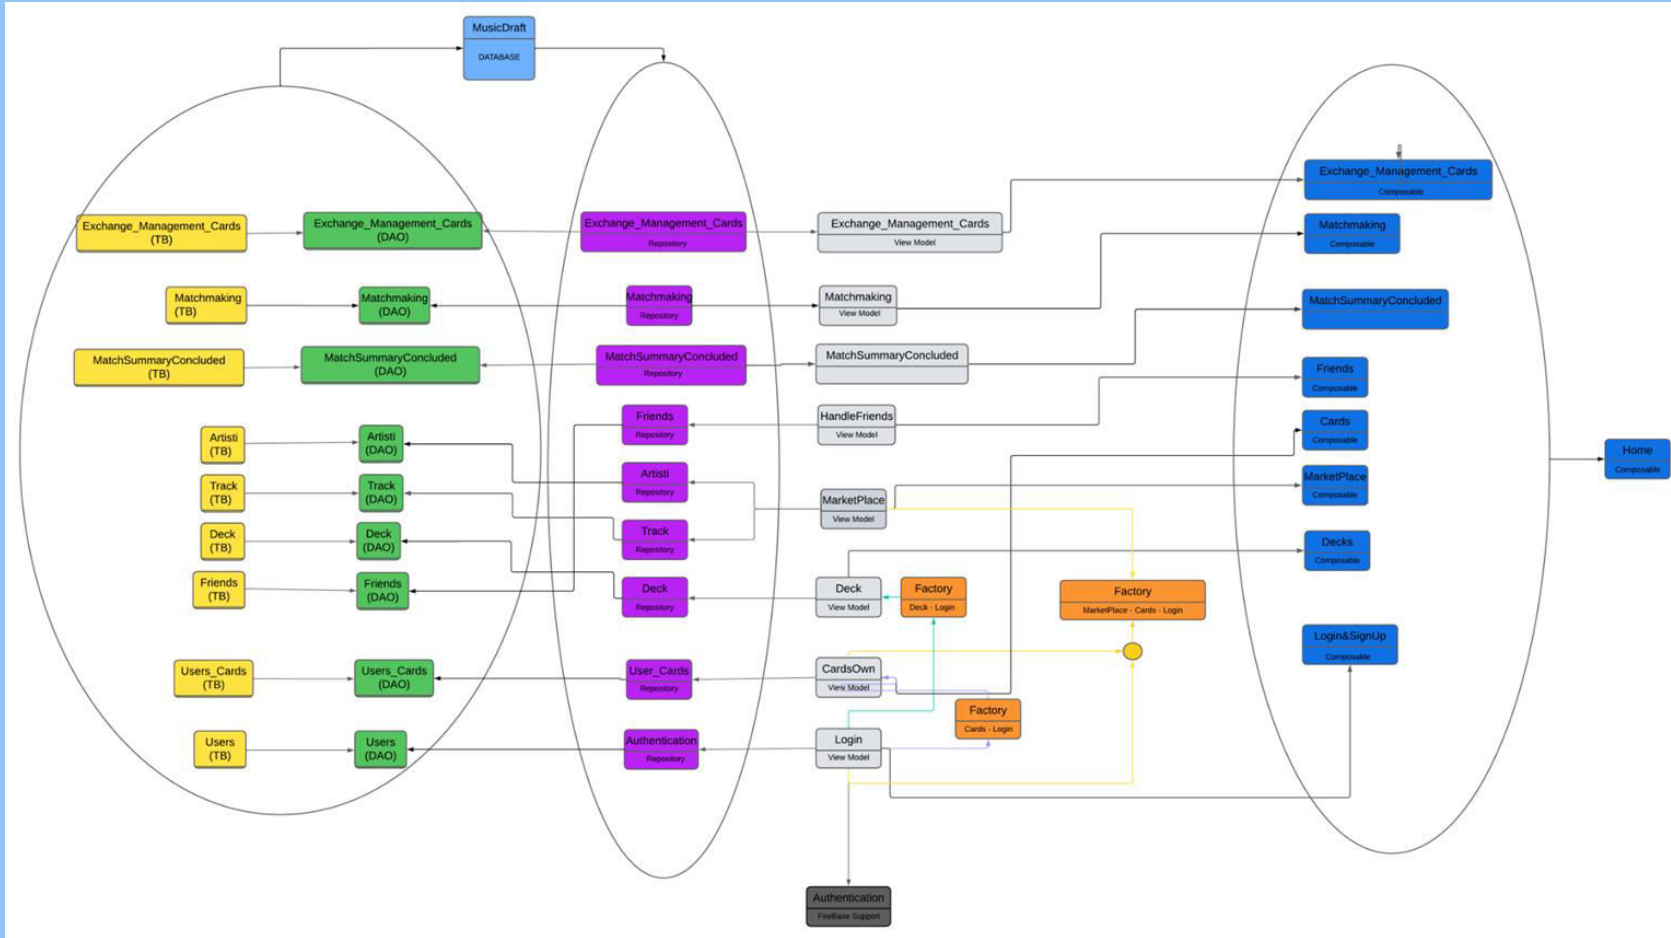 MusicDraft
DATABASE
Exchange_Management_Cards
(TB)
Exchange_Management_Cards
(DAO)
Exchange_Management_Cards
Repository
Exchange_Management_Cards
View Model
Exchange_Management_Cards
Composable
Matchmaking
(TB)
Matchmaking
(DAO)
Matchmaking
Repository
Matchmaking
View Model
Matchmaking
Composable
MatchSummaryConcluded
(TB)
MatchSummaryConcluded
(DAO)
MatchSummaryConcluded
Repository
MatchSummaryConcluded
MatchSummaryConcluded
Friends
Repository
HandleFriends
View Model
Friends
Composable
Artisti
(TB)
Artisti
(DAO)
Artisti
Repository
Cards
Composable
Home
Composable
Track
(TB)
Track
(DAO)
Track
Repository
MarketPlace
View Model
MarketPlace
Composable
Deck
(TB)
Deck
(DAO)
Deck
Repository
Deck
View Model
Factory
Deck - Login
Factory
MarketPlace - Cards - Login
Decks
Composable
Friends
(TB)
Friends
(DAO)
Login&SignUp
Composable
Users_Cards
(TB)
Users_Cards
(DAO)
User_Cards
Repository
CardsOwn
View Model
Factory
Cards - Login
Users
(TB)
Users
(DAO)
Authentication
Repository
Login
View Model
Authentication
FireBase Support